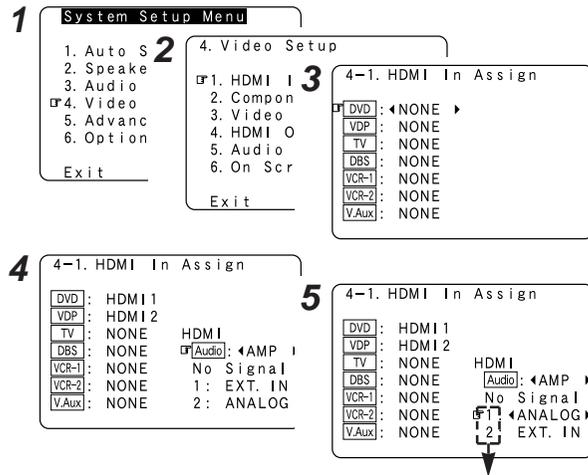 1
System Setup Menu
1. Auto S
2. Speake
3. Audio
☞4. Video
5. Advanc
6. Option
Exit
2
4. Video Setup
☞1. HDMI I
2. Compon
3. Video
4. HDMI O
5. Audio
6. On Scr
Exit
3
4-1. HDMI In Assign
☞DVD : ◀NONE ▶
VDP : NONE
TV : NONE
DBS : NONE
VCR-1 : NONE
VCR-2 : NONE
V.Aux : NONE
4
4-1. HDMI In Assign
DVD : HDMI1
VDP : HDMI2
TV : NONE HDMI
DBS : NONE ☞Audio : ◀AMP
VCR-1 : NONE No Signal
VCR-2 : NONE 1: EXT. IN
V.Aux : NONE 2: ANALOG
5
4-1. HDMI In Assign
DVD : HDMI1
VDP : HDMI2
TV : NONE HDMI
DBS : NONE Audio : ◀AMP ▶
VCR-1 : NONE No Signal
VCR-2 : NONE ☞1: ◀ANALOG▶
V.Aux : NONE 2 EXT. IN